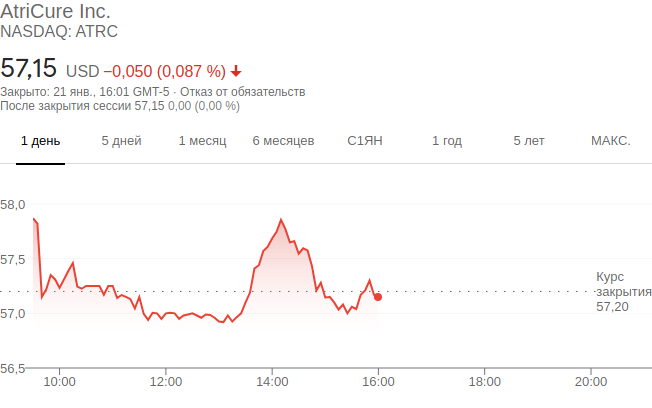 AtriCure Inc.
NASDAQ: ATRC
57,15 USD −0,050 (0,087 %)
Закрыто: 21 янв., 16:01 GMT-5 · Отказ от обязательств
После закрытия сессии 57,15 0,00 (0,00 %)
1 день 5 дней 1 месяц 6 месяцев С1ЯН 1 год 5 лет МАКС.
58,0
57,5
Курс
закрытия
57,20
57,0
56,5
10:00 12:00 14:00 16:00 18:00 20:00